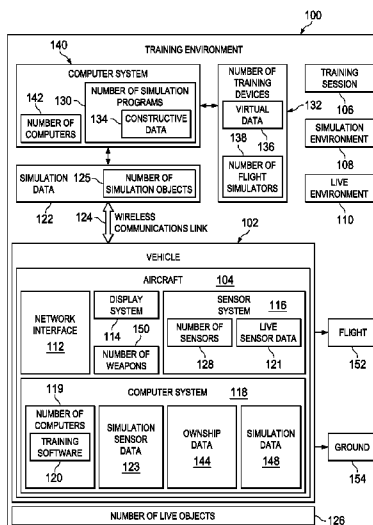 100
TRAINING ENVIRONMENT
140
COMPUTER SYSTEM
142
130
NUMBER OF SIMULATION
PROGRAMS
134
CONSTRUCTIVE
DATA
NUMBER OF
COMPUTERS
NUMBER OF
TRAINING
DEVICES
VIRTUAL
DATA
132
138
136
NUMBER OF
FLIGHT
SIMULATORS
TRAINING
SESSION
106
SIMULATION
ENVIRONMENT
108
LIVE
ENVIRONMENT
110
125
SIMULATION
DATA
122
NUMBER OF
SIMULATION OBJECTS
124
WIRELESS
COMMUNICATIONS
LINK
102
VEHICLE
AIRCRAFT 104
NETWORK
INTERFACE
112
DISPLAY
SYSTEM
114
150
NUMBER OF
WEAPONS
SENSOR
SYSTEM 116
NUMBER OF
SENSORS
128
LIVE
SENSOR DATA
121
FLIGHT
152
119
COMPUTER SYSTEM 118
NUMBER OF
COMPUTERS
TRAINING
SOFTWARE
120
SIMULATION
SENSOR
DATA
123
OWNSHIP
DATA
144
SIMULATION
DATA
148
GROUND
154
NUMBER OF LIVE OBJECTS
126